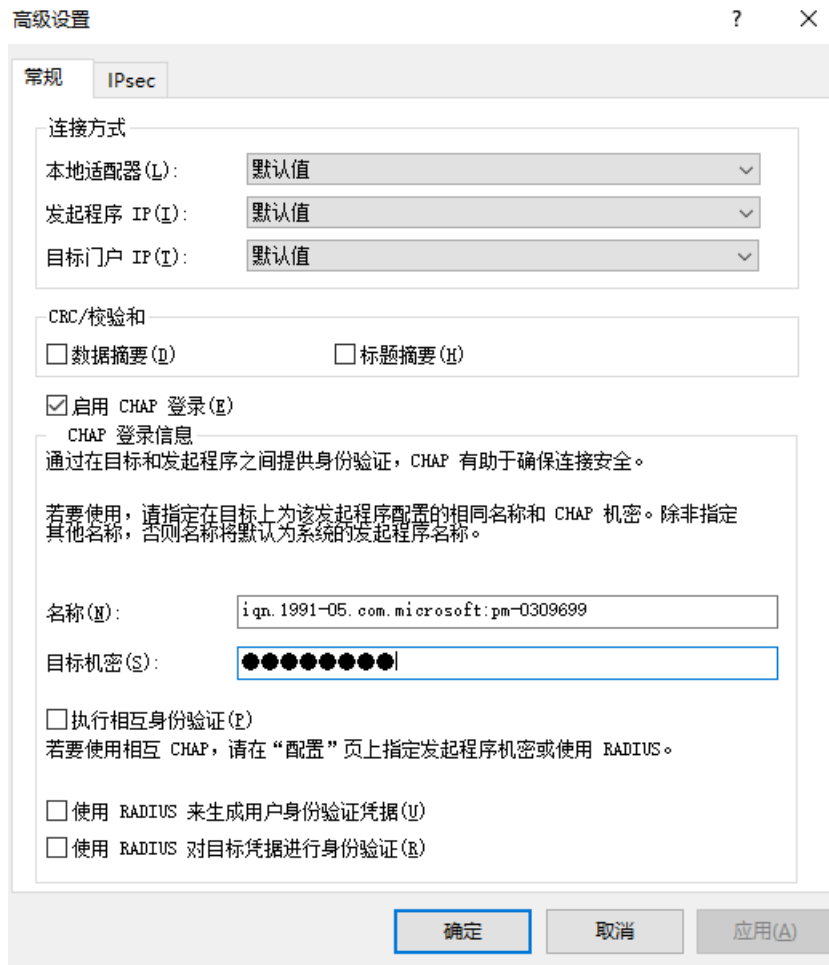 高级设置
常规 IPsec
连接方式
本地适配器(L): 默认值
发起程序 IP(I): 默认值
目标门户 IP(T): 默认值
CRC/校验和
数据摘要(D) 标题摘要(H)
启用 CHAP 登录(E)
CHAP 登录信息
通过在目标和发起程序之间提供身份验证，CHAP 有助于确保连接安全。
若要使用，请指定在目标上为该发起程序配置的相同名称和 CHAP 机密。除非指定
其他名称，否则名称将默认为系统的发起程序名称。
名称(N): iqn.1991-05.com.microsoft:pm-0309699
目标机密(S): ●●●●●●●●
执行相互身份验证(P)
若要使用相互 CHAP，请在“配置”页上指定发起程序机密或使用 RADIUS。
使用 RADIUS 来生成用户身份验证凭据(U)
使用 RADIUS 对目标凭据进行身份验证(R)
确定 取消 应用(A)